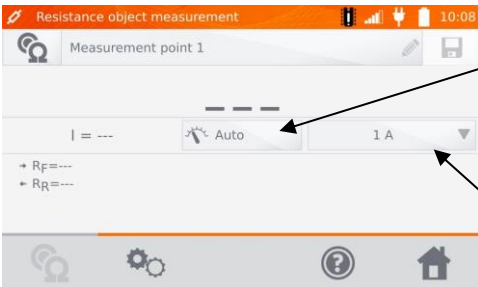 Resistance object measurement 10:08
Measurement point 1
---
I = --- Auto 1 A
→ RF=---
← RR=---